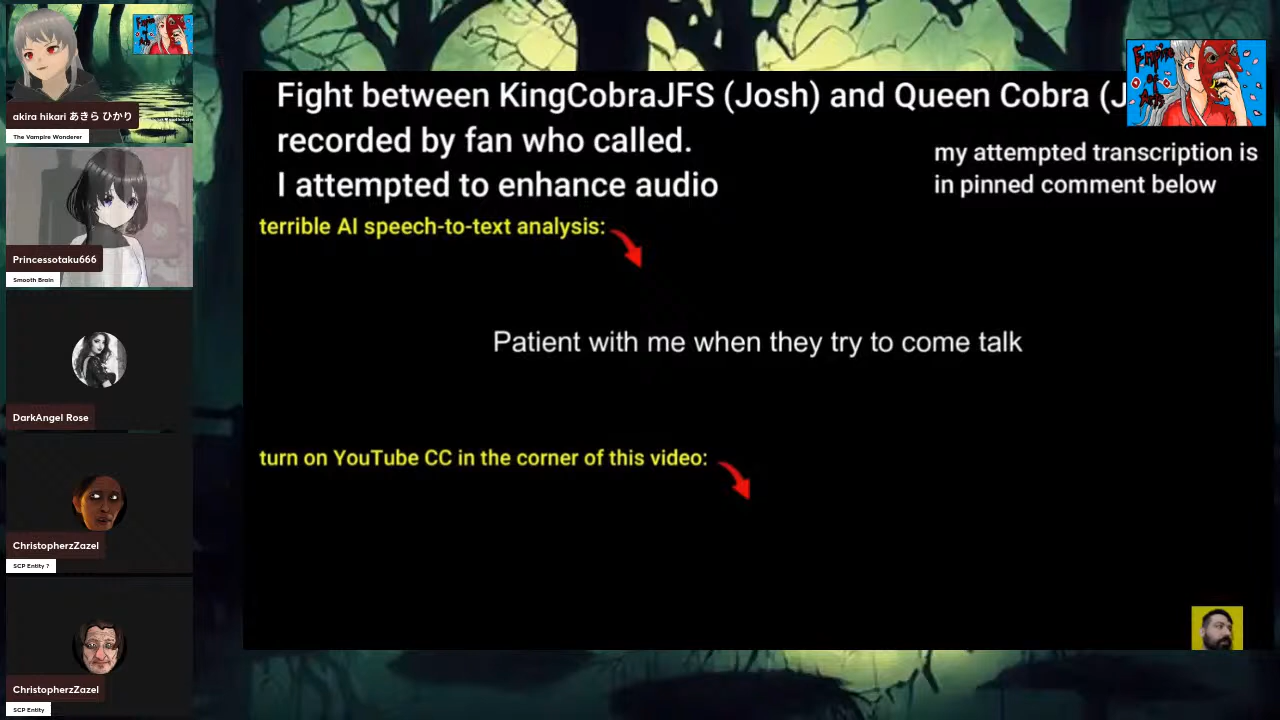 akira hikari あきら ひかり
The Vampire Wonderer
Princessotaku666
Smooth Brain
DarkAngel Rose
ChristopherzZazel
SCP Entity ?
ChristopherzZazel
SCP Entity
Fight between KingCobraJFS (Josh) and Queen Cobra (J
recorded by fan who called.
I attempted to enhance audio
my attempted transcription is
in pinned comment below
terrible AI speech-to-text analysis:
Patient with me when they try to come talk
turn on YouTube CC in the corner of this video:
Empire
of
Arts